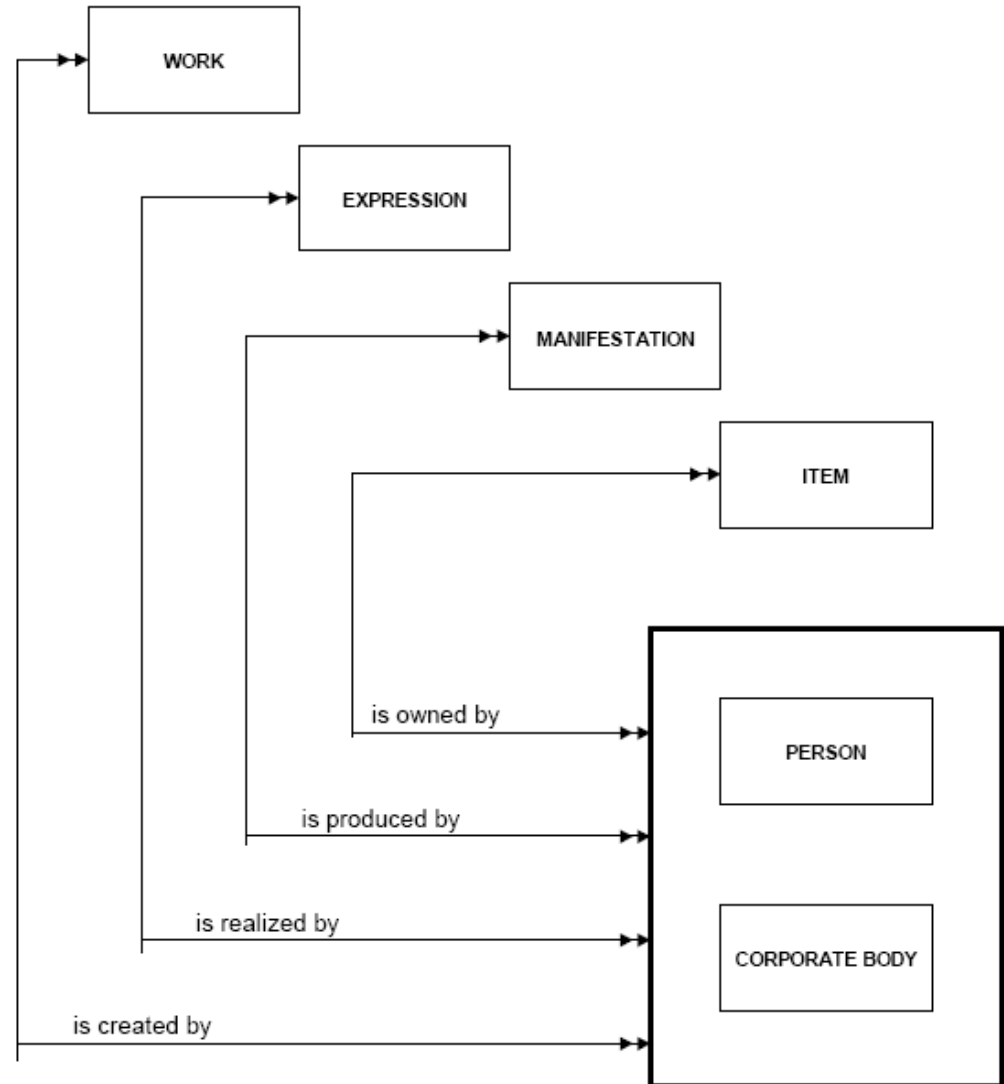 WORK
EXPRESSION
MANIFESTATION
ITEM
is owned by
PERSON
is produced by
is realized by
CORPORATE BODY
is created by